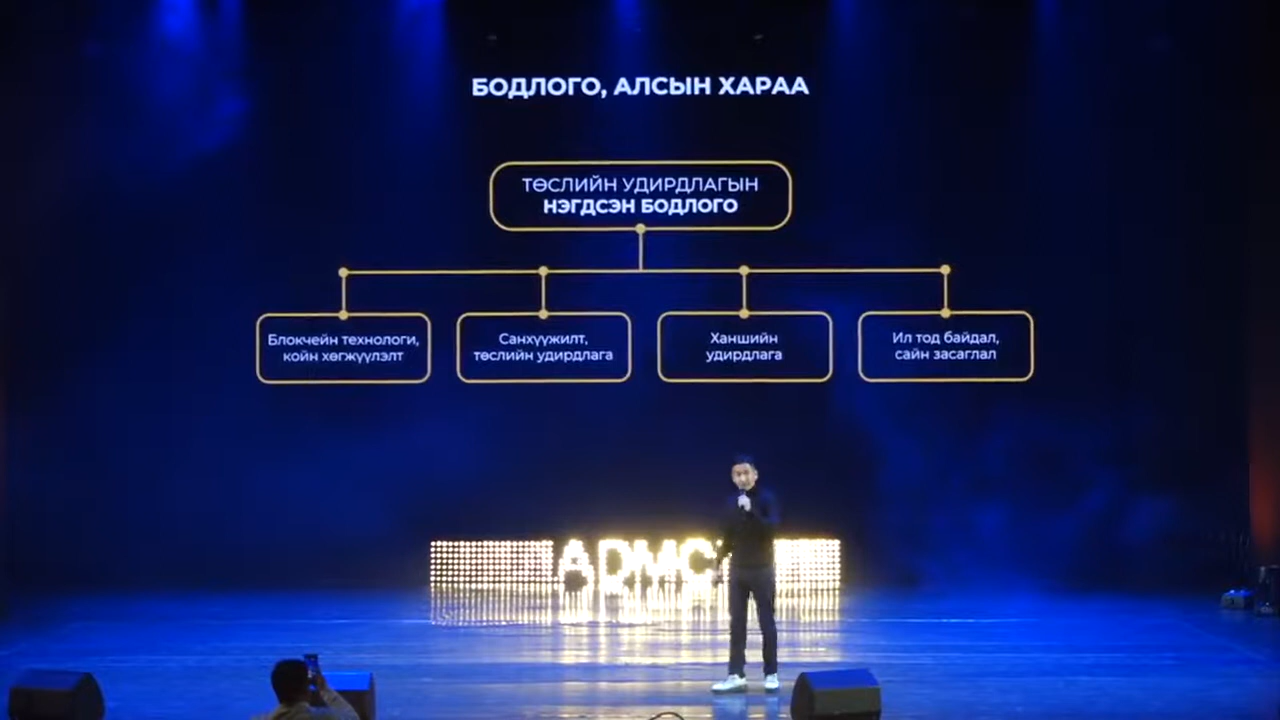 БОДЛОГО, АЛСЫН ХАРАА
ТӨСЛИЙН УДИРДЛАГЫН
НЭГДСЭН БОДЛОГО
Блокчейн технологи,
койн хөгжүүлэлт
Санхүүжилт,
төслийн удирдлага
Ханшийн
удирдлага
Ил тод байдал,
сайн засаглал